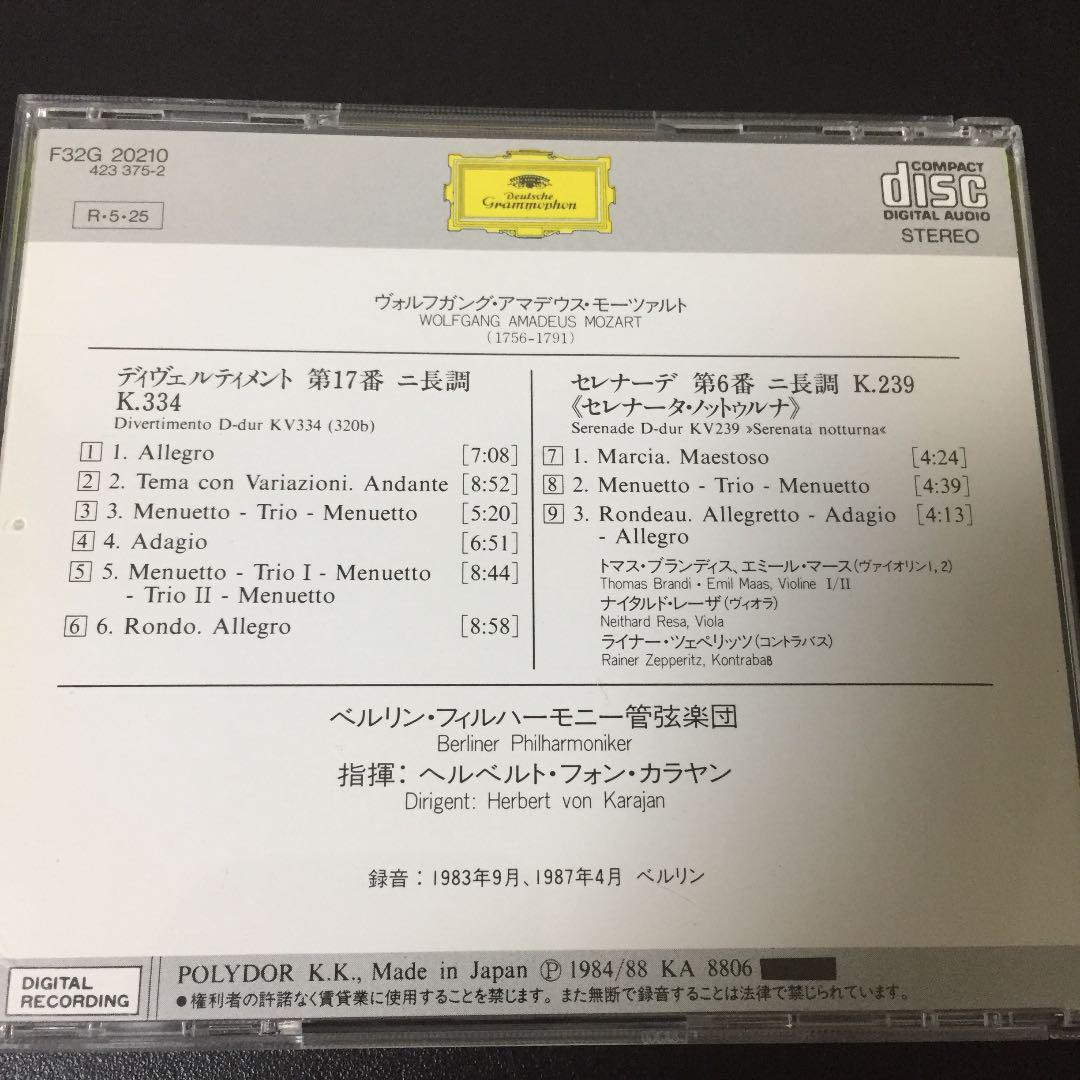 F32G 20210
423 375-2
R・5・25
Deutsche
Grammophon
COMPACT
disc
DIGITAL AUDIO
STEREO
ヴォルフガング・アマデウス・モーツァルト
WOLFGANG AMADEUS MOZART
(1756-1791)
ディヴェルティメント 第17番 ニ長調
K.334
Divertimento D-dur KV334 (320b)
1 1. Allegro [7:08]
2 2. Tema con Variazioni. Andante [8:52]
3 3. Menuetto - Trio - Menuetto [5:20]
4 4. Adagio [6:51]
5 5. Menuetto - Trio I - Menuetto [8:44]
- Trio II - Menuetto
6 6. Rondo. Allegro [8:58]
セレナーデ 第6番 ニ長調 K.239
《セレナータ・ノットゥルナ》
Serenade D-dur KV239 »Serenata notturna«
7 1. Marcia. Maestoso [4:24]
8 2. Menuetto - Trio - Menuetto [4:39]
9 3. Rondeau. Allegretto - Adagio [4:13]
- Allegro
トマス・ブランディス、エミール・マース(ヴァイオリン1,2)
Thomas Brandi・Emil Maas, Violine I/II
ナイタルド・レーザ(ヴィオラ)
Neithard Resa, Viola
ライナー・ツェペリッツ(コントラバス)
Rainer Zepperitz, Kontrabaß
ベルリン・フィルハーモニー管弦楽団
Berliner Philharmoniker
指揮：ヘルベルト・フォン・カラヤン
Dirigent: Herbert von Karajan
録音：1983年9月、1987年4月 ベルリン
DIGITAL
RECORDING
POLYDOR K.K., Made in Japan Ⓟ 1984/88 KA 8806
●権利者の許諾なく賃貸業に使用することを禁じます。また無断で録音することは法律で禁じられています。